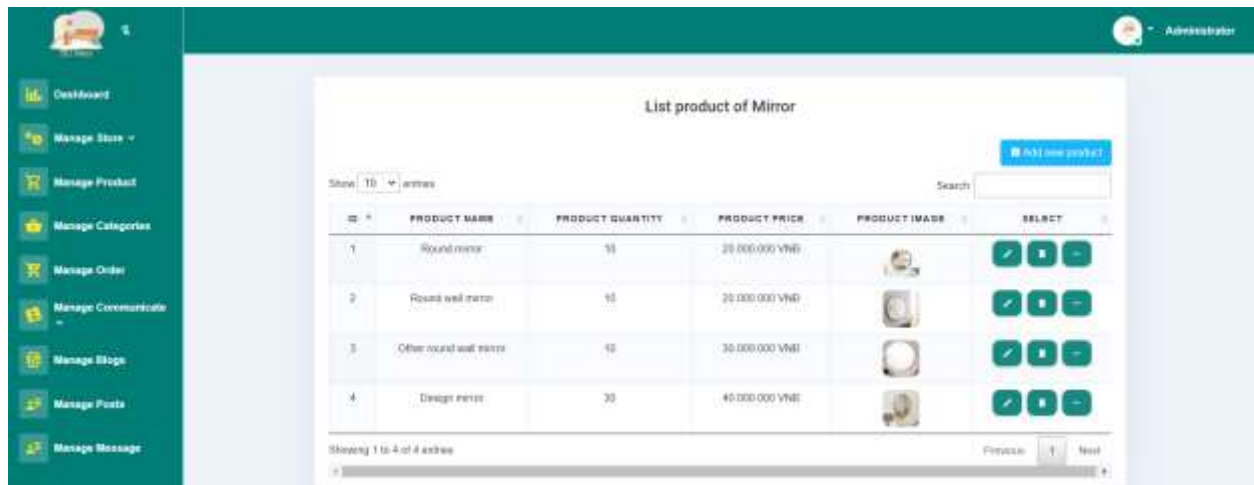 Administrator
Dashboard
Manage Store
Manage Product
Manage Categories
Manage Order
Manage Communicate
Manage Blogs
Manage Posts
Manage Message
List product of Mirror
Add new product
Show 10 entries
Search
ID PRODUCT NAME PRODUCT QUANTITY PRODUCT PRICE PRODUCT IMAGE SELECT
1 Round mirror 10 20.000.000 VNĐ
2 Round wall mirror 10 20.000.000 VNĐ
3 Other round wall mirror 10 30.000.000 VNĐ
4 Design mirror 30 40.000.000 VNĐ
Showing 1 to 4 of 4 entries
Previous 1 Next